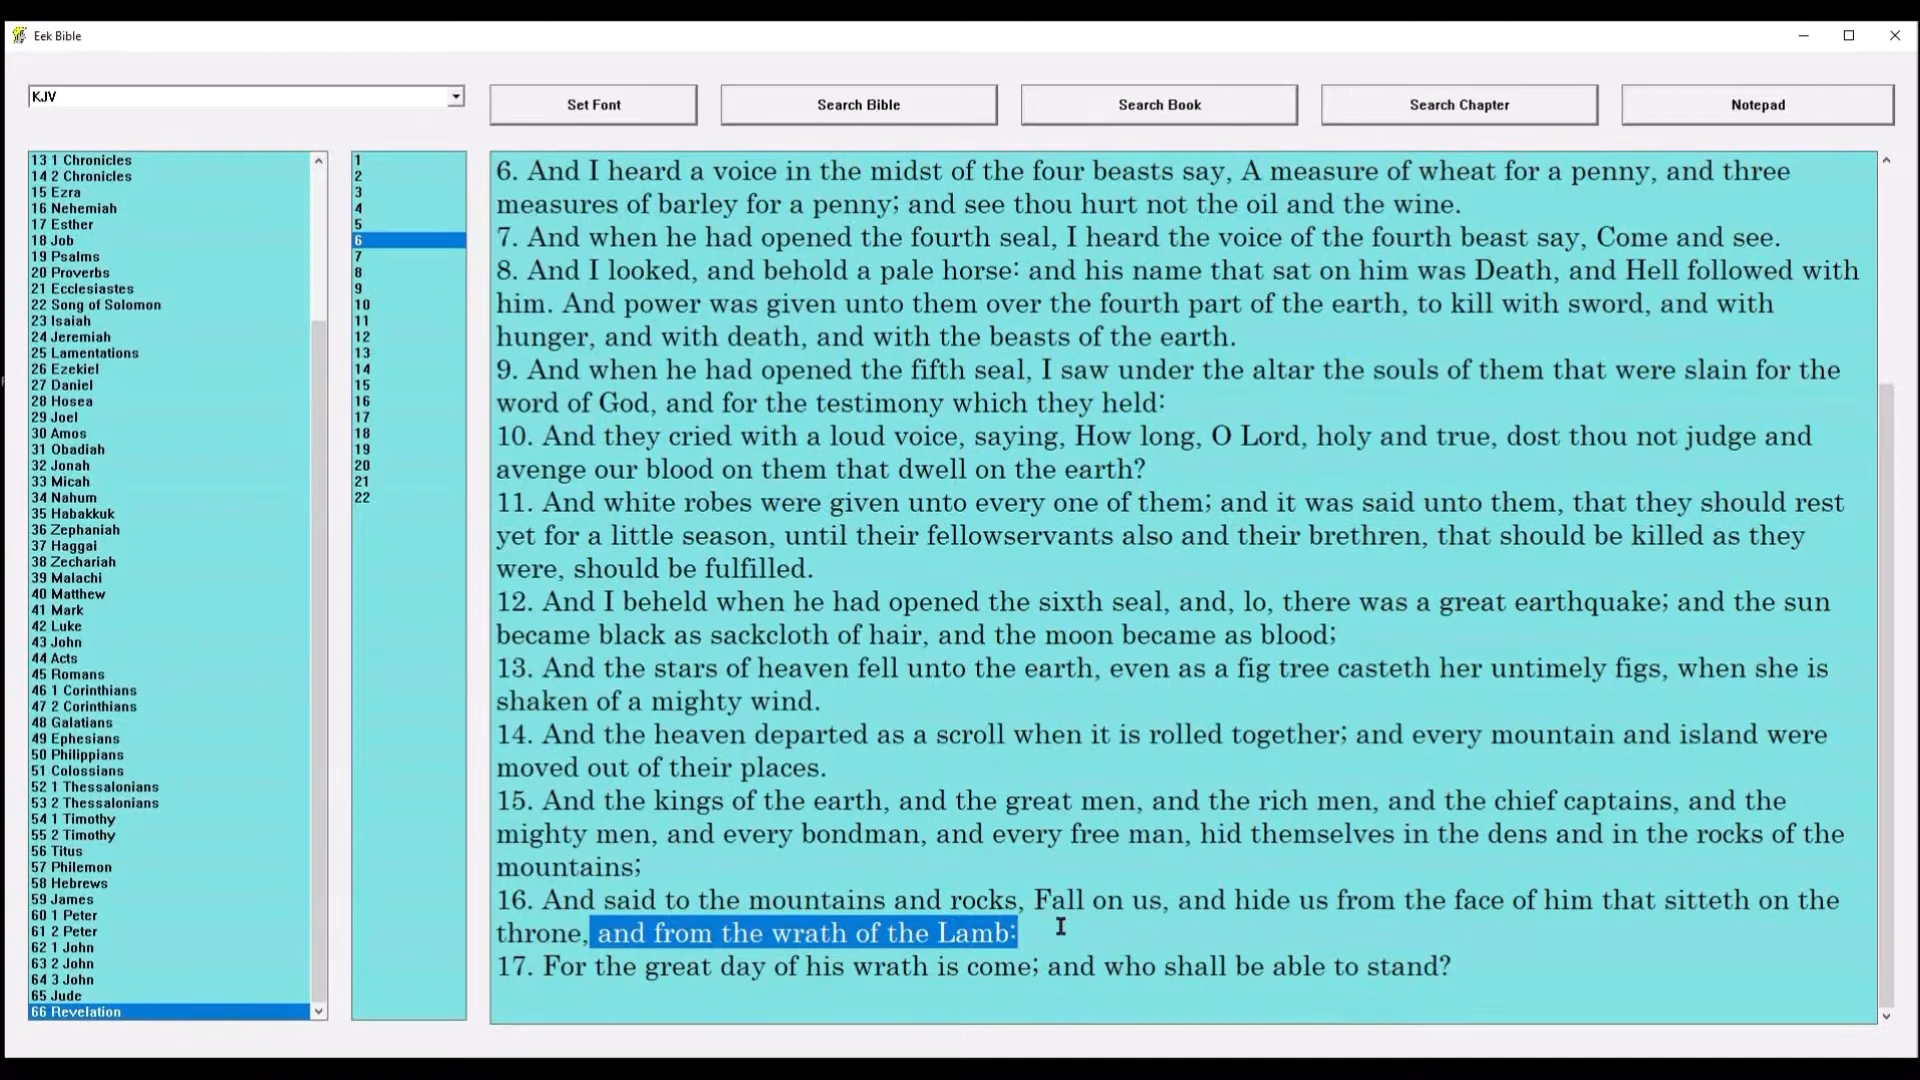 Eek Bible
KJV
Set Font
Search Bible
Search Book
Search Chapter
Notepad
13 1 Chronicles
14 2 Chronicles
15 Ezra
16 Nehemiah
17 Esther
18 Job
19 Psalms
20 Proverbs
21 Ecclesiastes
22 Song of Solomon
23 Isaiah
24 Jeremiah
25 Lamentations
26 Ezekiel
27 Daniel
28 Hosea
29 Joel
30 Amos
31 Obadiah
32 Jonah
33 Micah
34 Nahum
35 Habakkuk
36 Zephaniah
37 Haggai
38 Zechariah
39 Malachi
40 Matthew
41 Mark
42 Luke
43 John
44 Acts
45 Romans
46 1 Corinthians
47 2 Corinthians
48 Galatians
49 Ephesians
50 Philippians
51 Colossians
52 1 Thessalonians
53 2 Thessalonians
54 1 Timothy
55 2 Timothy
56 Titus
57 Philemon
58 Hebrews
59 James
60 1 Peter
61 2 Peter
62 1 John
63 2 John
64 3 John
65 Jude
66 Revelation
1
2
3
4
5
6
7
8
9
10
11
12
13
14
15
16
17
18
19
20
21
22
6. And I heard a voice in the midst of the four beasts say, A measure of wheat for a penny, and three
measures of barley for a penny; and see thou hurt not the oil and the wine.
7. And when he had opened the fourth seal, I heard the voice of the fourth beast say, Come and see.
8. And I looked, and behold a pale horse: and his name that sat on him was Death, and Hell followed with
him. And power was given unto them over the fourth part of the earth, to kill with sword, and with
hunger, and with death, and with the beasts of the earth.
9. And when he had opened the fifth seal, I saw under the altar the souls of them that were slain for the
word of God, and for the testimony which they held:
10. And they cried with a loud voice, saying, How long, O Lord, holy and true, dost thou not judge and
avenge our blood on them that dwell on the earth?
11. And white robes were given unto every one of them; and it was said unto them, that they should rest
yet for a little season, until their fellowservants also and their brethren, that should be killed as they
were, should be fulfilled.
12. And I beheld when he had opened the sixth seal, and, lo, there was a great earthquake; and the sun
became black as sackcloth of hair, and the moon became as blood;
13. And the stars of heaven fell unto the earth, even as a fig tree casteth her untimely figs, when she is
shaken of a mighty wind.
14. And the heaven departed as a scroll when it is rolled together; and every mountain and island were
moved out of their places.
15. And the kings of the earth, and the great men, and the rich men, and the chief captains, and the
mighty men, and every bondman, and every free man, hid themselves in the dens and in the rocks of the
mountains;
16. And said to the mountains and rocks, Fall on us, and hide us from the face of him that sitteth on the
throne, and from the wrath of the Lamb:
17. For the great day of his wrath is come; and who shall be able to stand?